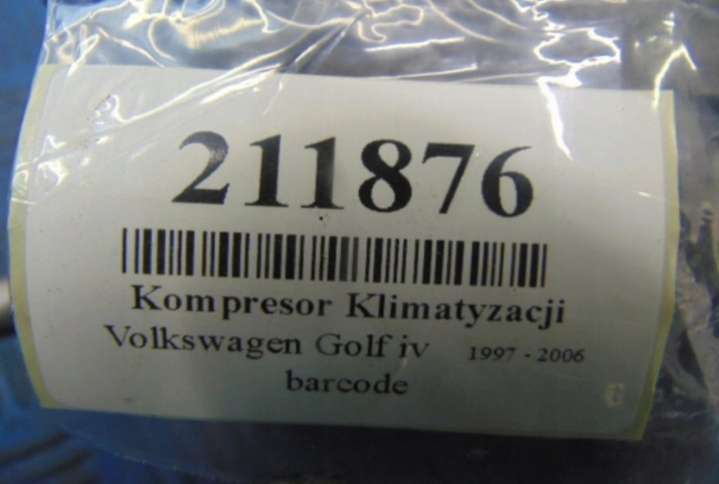 211876
Kompresor Klimatyzacji
Volkswagen Golf iv 1997 - 2006
barcode